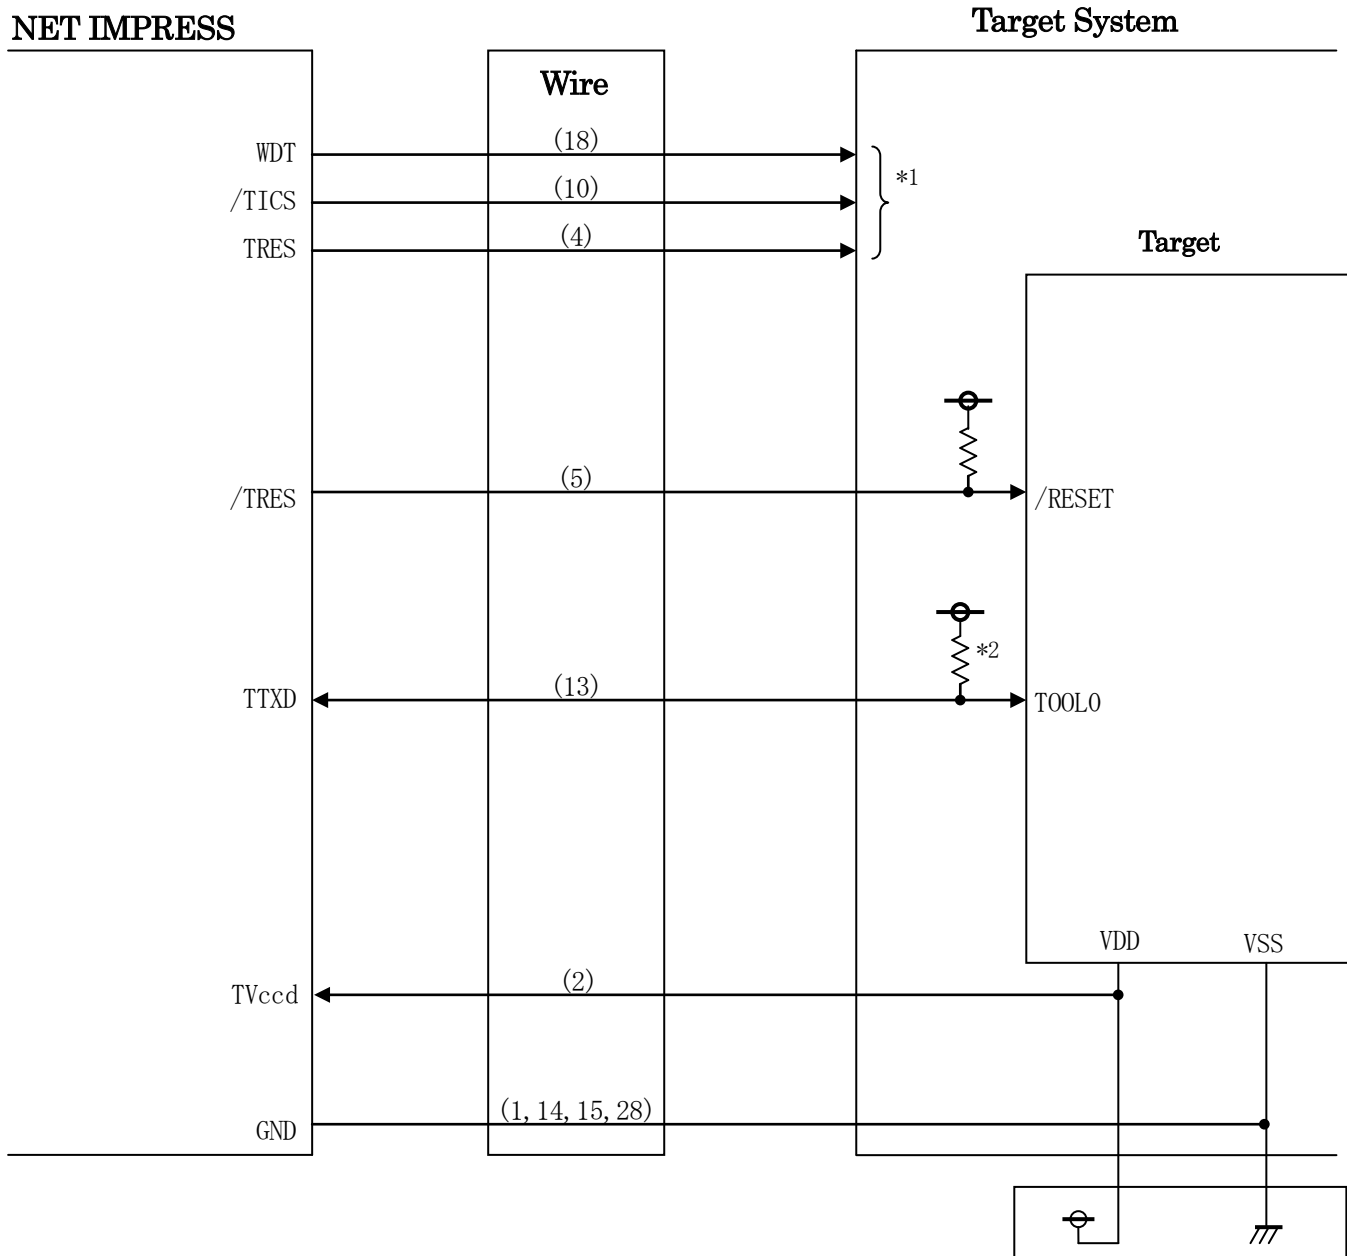 NET IMPRESS
Target System
Wire
WDT
(18)
*1
/TICS
(10)
TRES
(4)
Target
/TRES
(5)
/RESET
*2
TTXD
(13)
TOOL0
VDD
VSS
TVccd
(2)
GND
(1, 14, 15, 28)